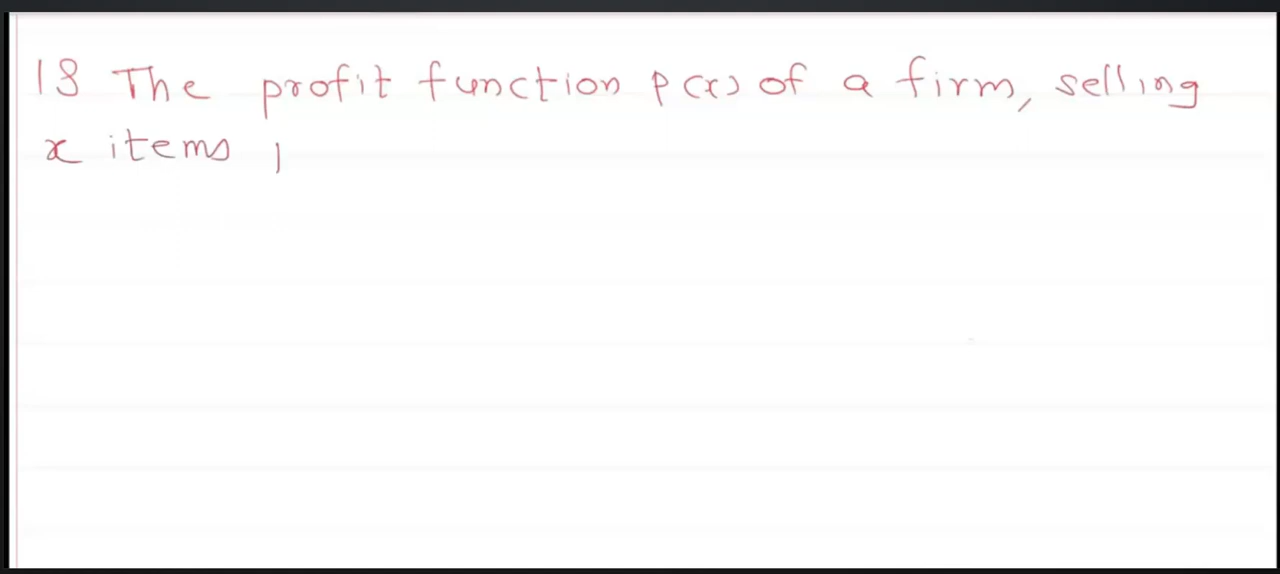 18 The profit function P(x) of a firm, selling
x items